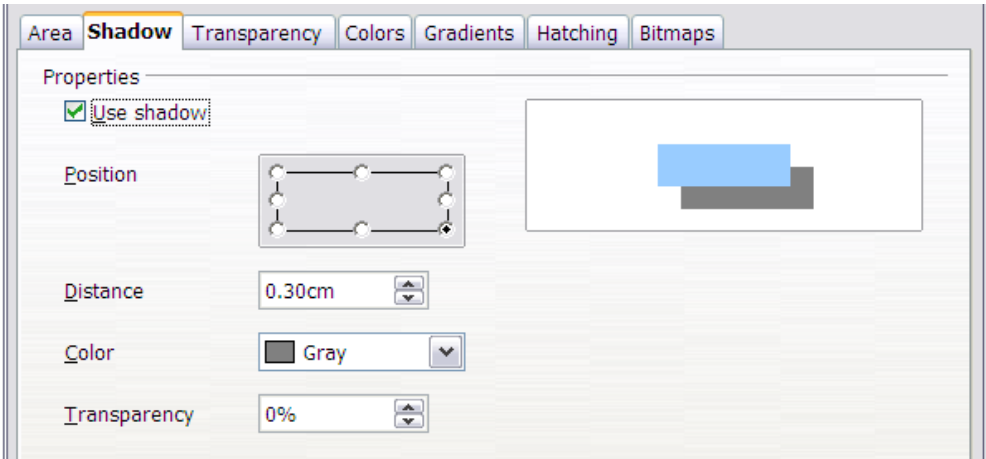 Area Shadow Transparency Colors Gradients Hatching Bitmaps
Properties
Use shadow
Position
Distance 0.30cm
Color Gray
Transparency 0%